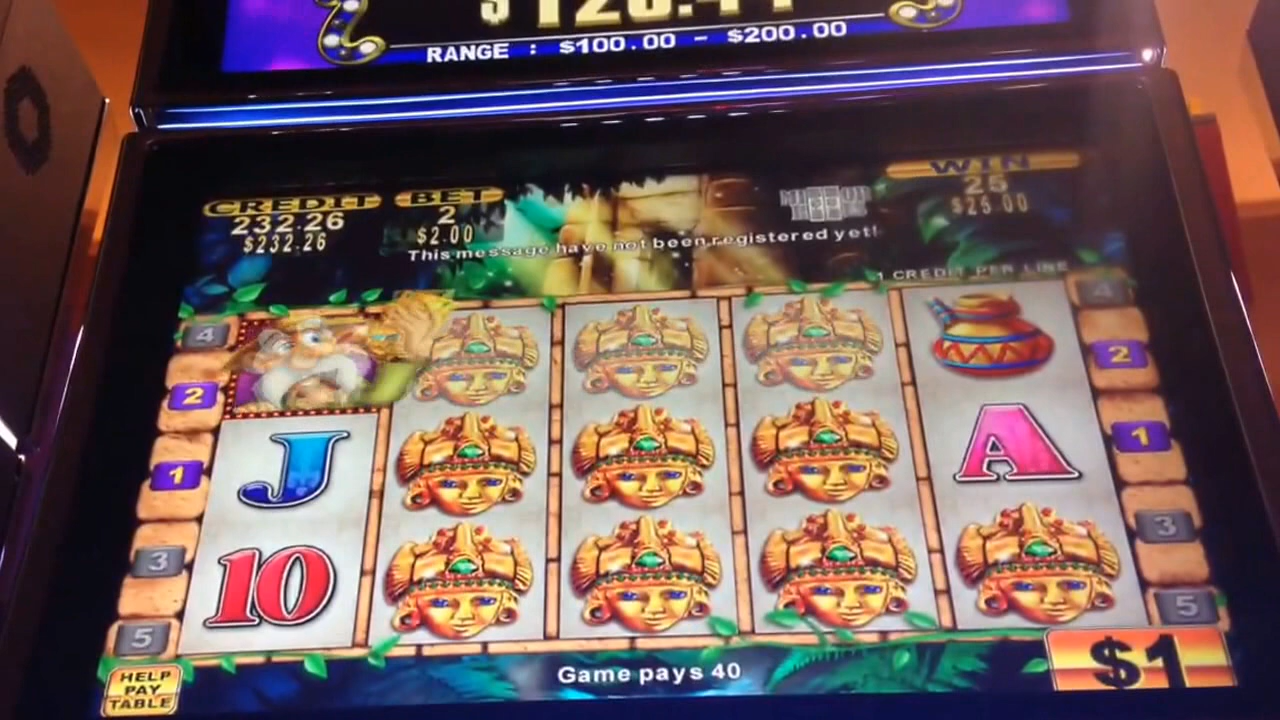 RANGE : $100.00 - $200.00
CREDIT
232.26
$232.26
BET
2
$2.00
WIN
25
$25.00
This message have not been registered yet!
1 CREDIT PER LINE
4
2
1
3
5
4
2
1
3
5
J
A
10
HELP
PAY
TABLE
Game pays 40
$1